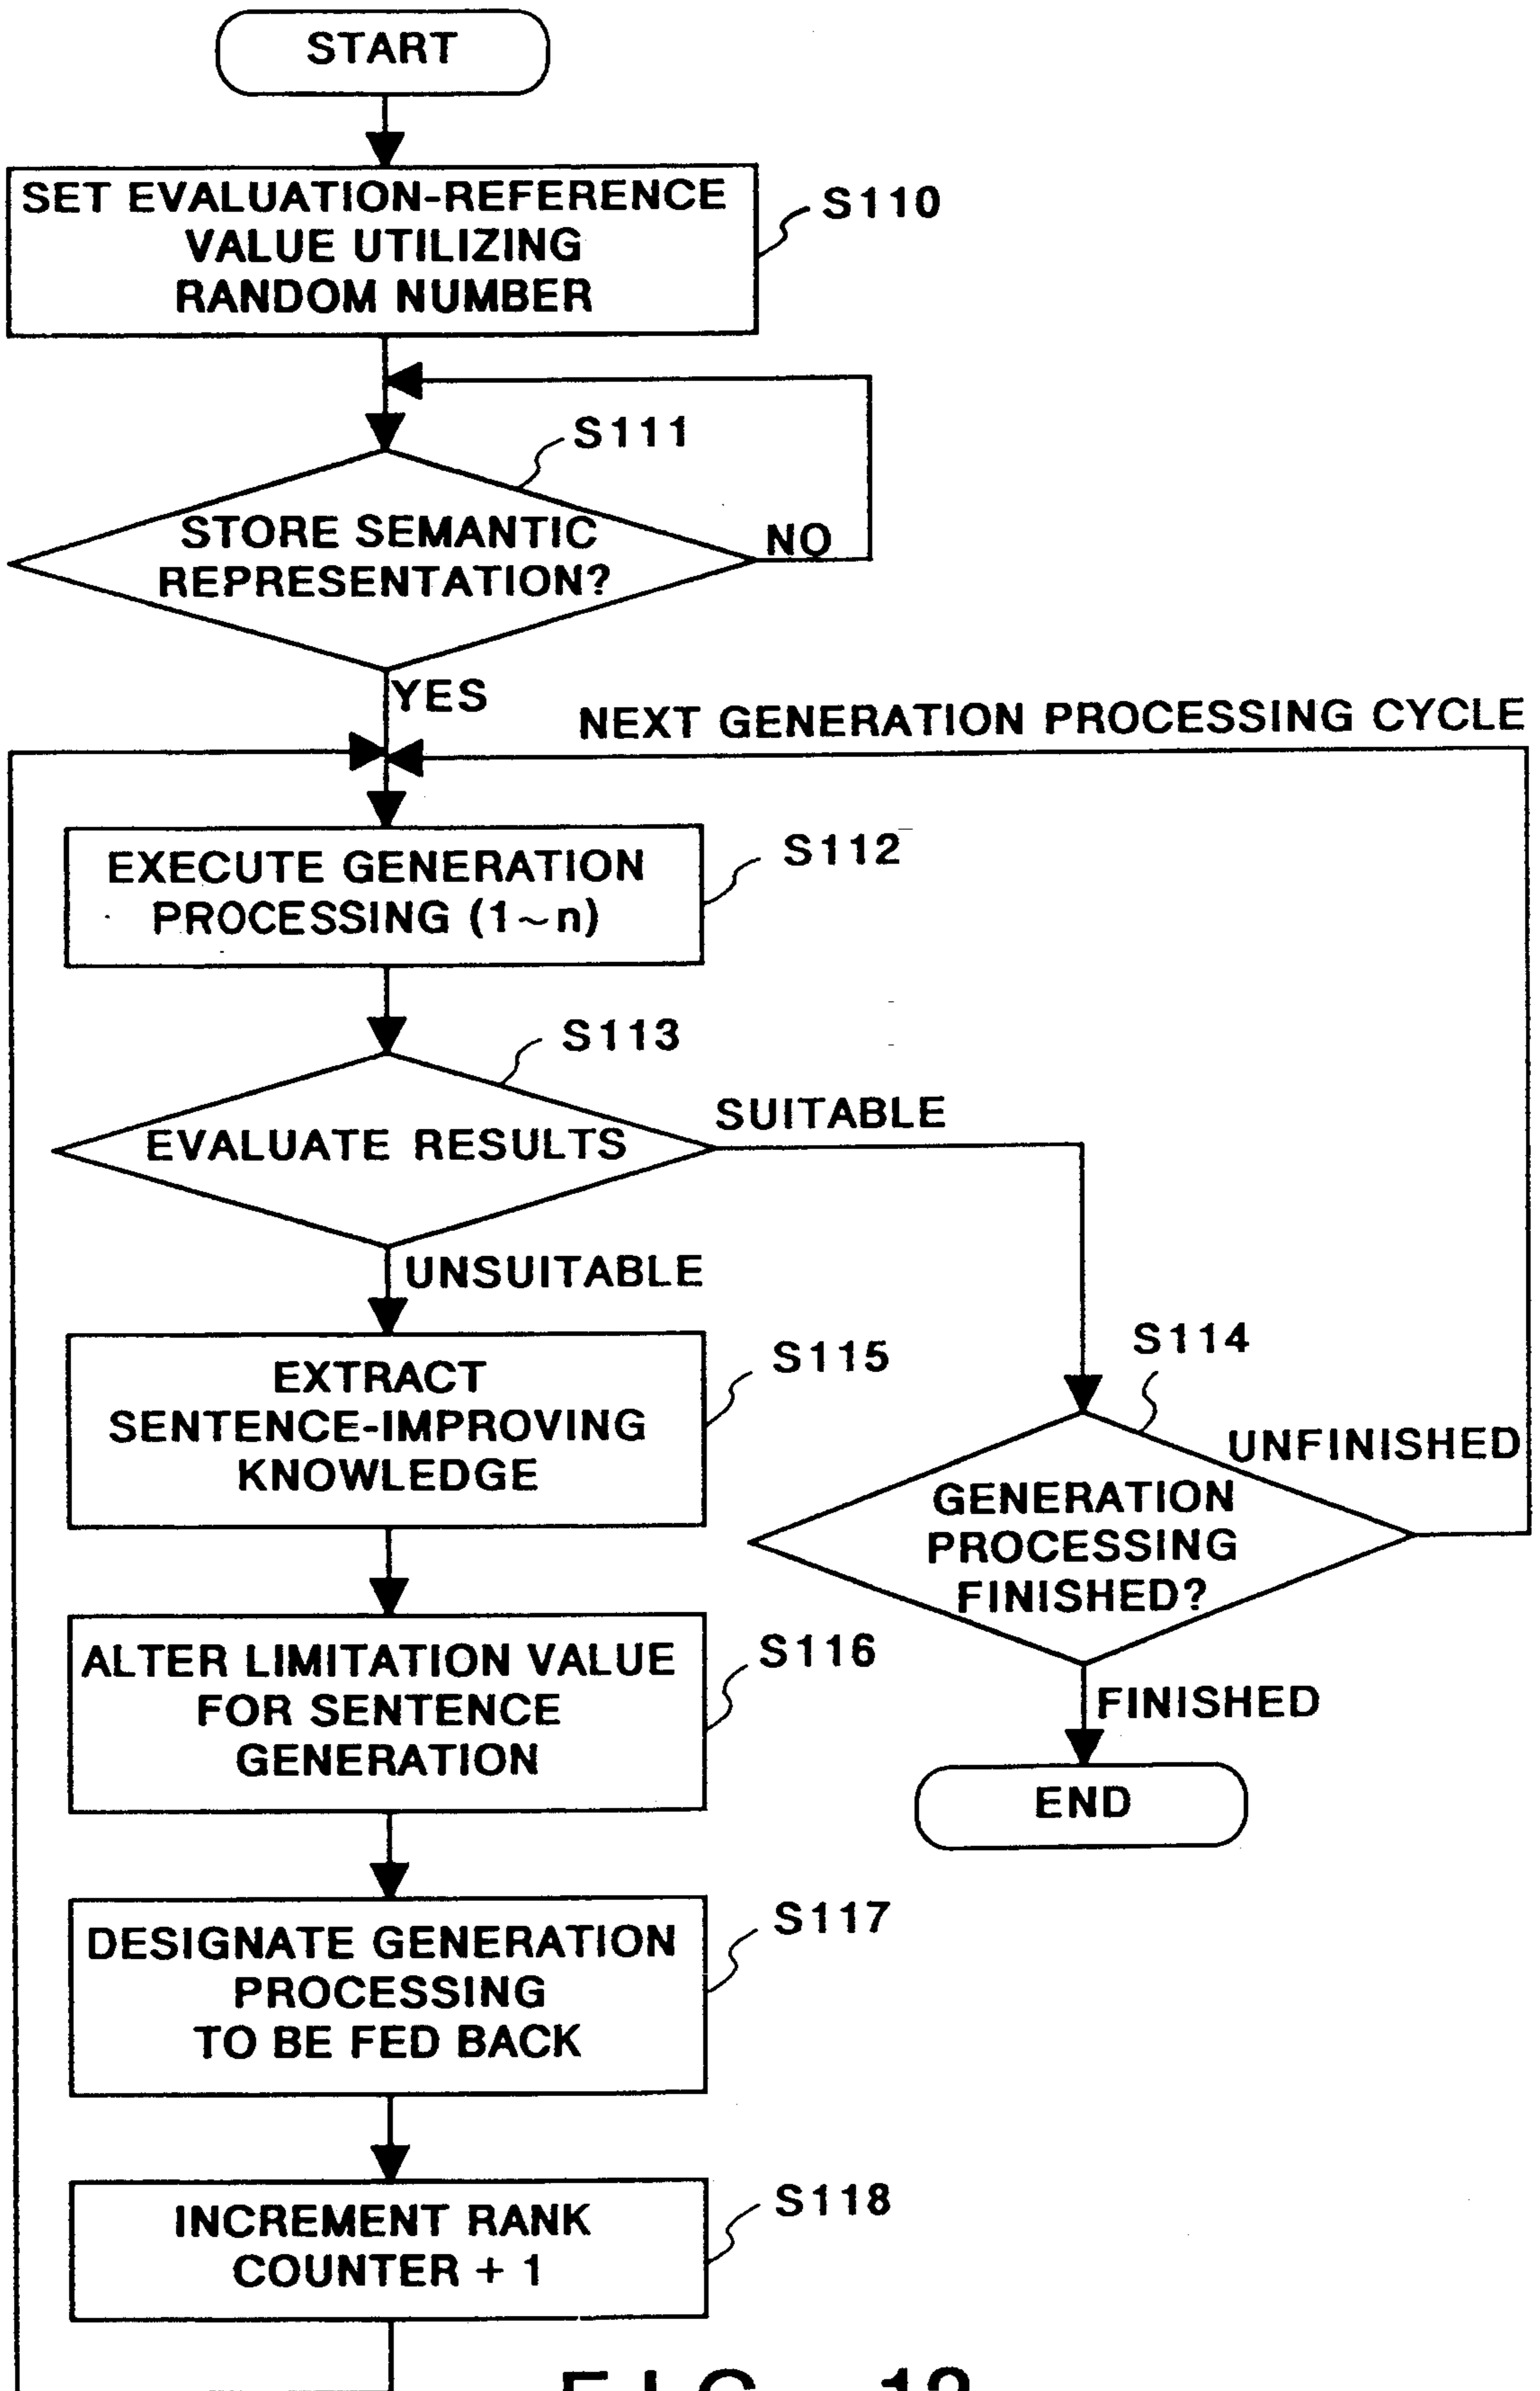 START
SET EVALUATION-REFERENCE
VALUE UTILIZING
RANDOM NUMBER
S110
S111
STORE SEMANTIC
REPRESENTATION?
NO
YES
NEXT GENERATION PROCESSING CYCLE
EXECUTE GENERATION
PROCESSING (1~n)
S112
S113
EVALUATE RESULTS
SUITABLE
UNSUITABLE
EXTRACT
SENTENCE-IMPROVING
KNOWLEDGE
S115
S114
UNFINISHED
GENERATION
PROCESSING
FINISHED?
ALTER LIMITATION VALUE
FOR SENTENCE
GENERATION
S116
FINISHED
END
DESIGNATE GENERATION
PROCESSING
TO BE FED BACK
S117
INCREMENT RANK
COUNTER + 1
S118